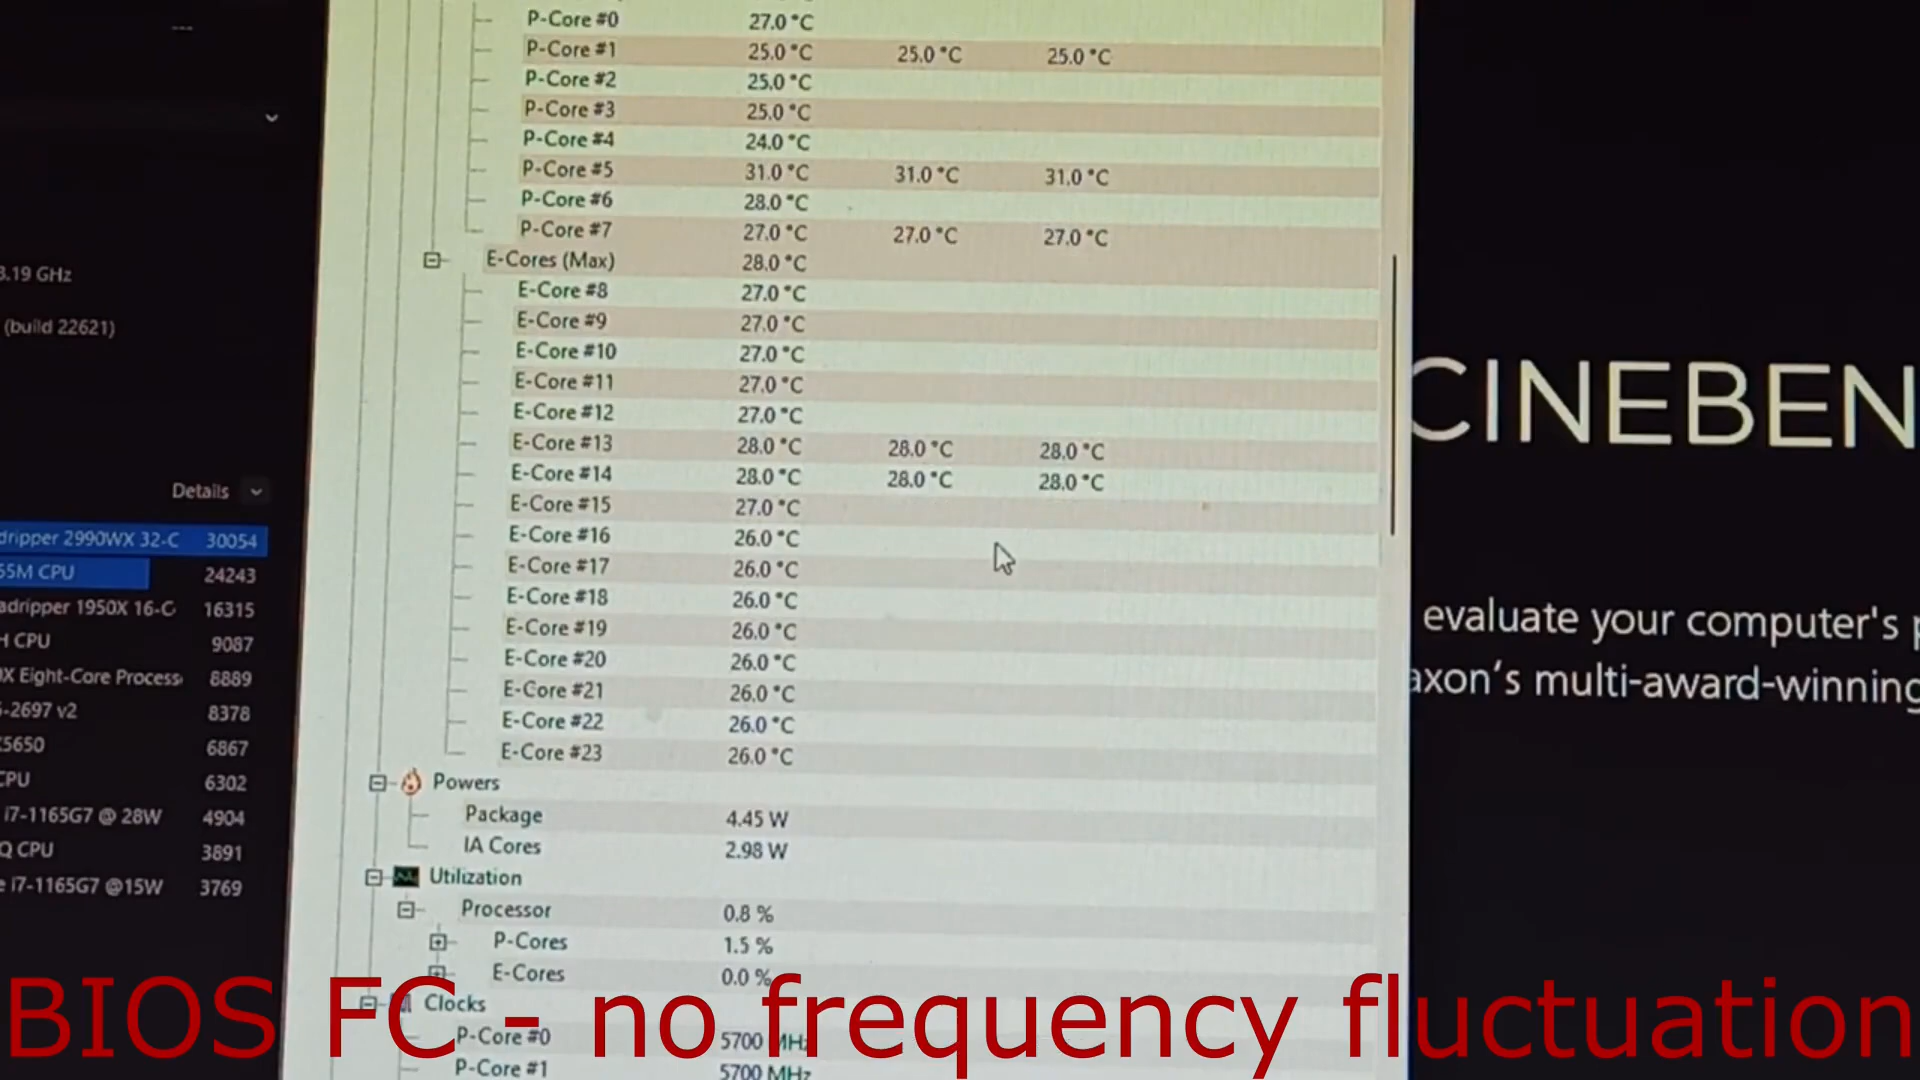 ---
3.19 GHz
(build 22621)
Details
dripper 2990WX 32-C 30054
55M CPU 24243
adripper 1950X 16-C 16315
H CPU 9087
0X Eight-Core Process 8889
-2697 v2 8378
X5650 6867
CPU 6302
i7-1165G7 @ 28W 4904
Q CPU 3891
e i7-1165G7 @15W 3769
P-Core #0 27.0 °C
P-Core #1 25.0 °C 25.0 °C 25.0 °C
P-Core #2 25.0 °C
P-Core #3 25.0 °C
P-Core #4 24.0 °C
P-Core #5 31.0 °C 31.0 °C 31.0 °C
P-Core #6 28.0 °C
P-Core #7 27.0 °C 27.0 °C 27.0 °C
E-Cores (Max) 28.0 °C
E-Core #8 27.0 °C
E-Core #9 27.0 °C
E-Core #10 27.0 °C
E-Core #11 27.0 °C
E-Core #12 27.0 °C
E-Core #13 28.0 °C 28.0 °C 28.0 °C
E-Core #14 28.0 °C 28.0 °C 28.0 °C
E-Core #15 27.0 °C
E-Core #16 26.0 °C
E-Core #17 26.0 °C
E-Core #18 26.0 °C
E-Core #19 26.0 °C
E-Core #20 26.0 °C
E-Core #21 26.0 °C
E-Core #22 26.0 °C
E-Core #23 26.0 °C
Powers
Package 4.45 W
IA Cores 2.98 W
Utilization
Processor 0.8 %
P-Cores 1.5 %
E-Cores 0.0 %
Clocks
P-Core #0 5700 MHz
P-Core #1 5700 MHz
CINEBEN
evaluate your computer's p
axon's multi-award-winning
BIOS FC - no frequency fluctuation